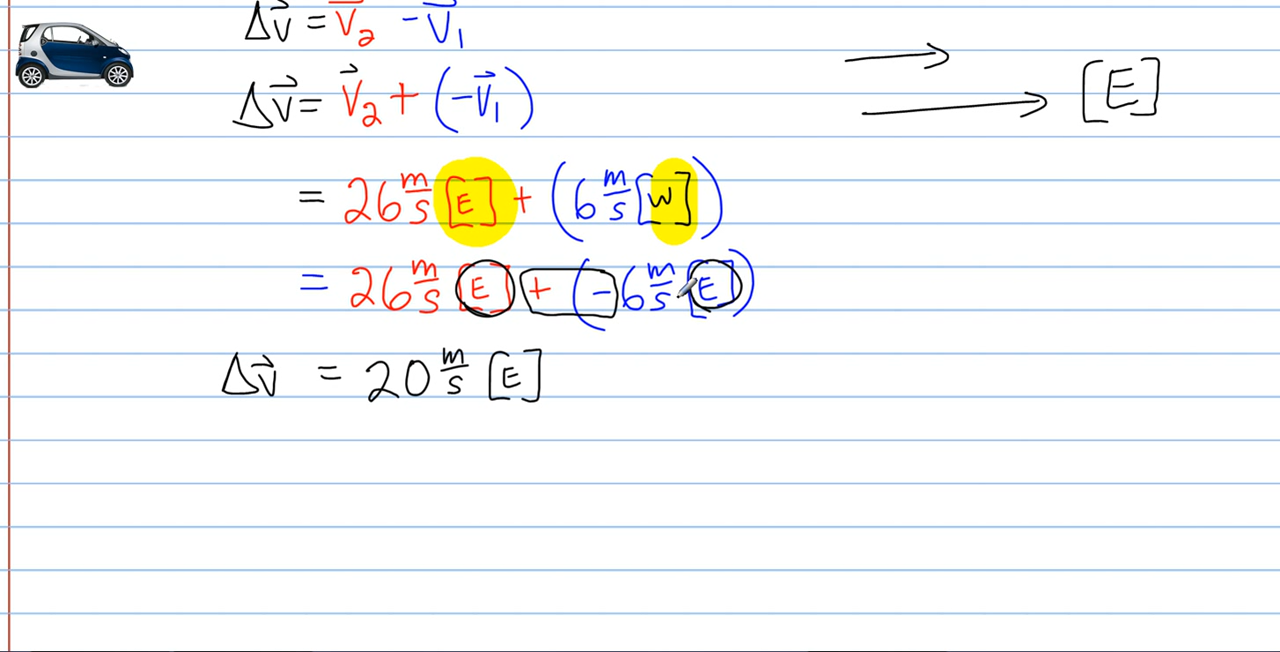 Δv⃗ = v⃗₂ - v⃗₁
Δv⃗ = v⃗₂ + (-v⃗₁)
[E]
= 26 m/s [E] + (6 m/s [W])
= 26 m/s [E] + (-6 m/s [E])
Δv⃗ = 20 m/s [E]